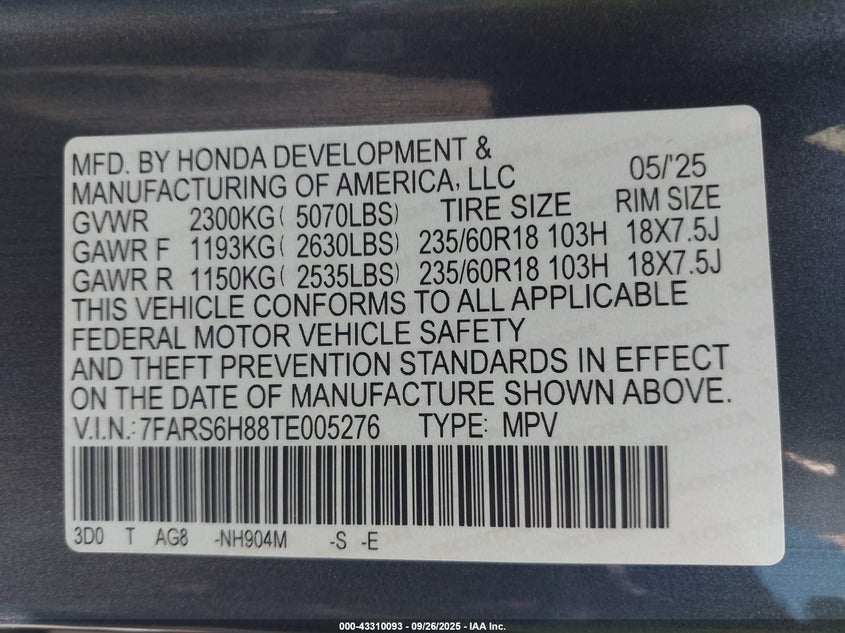 MFD. BY HONDA DEVELOPMENT &
MANUFACTURING OF AMERICA, LLC 05/'25
GVWR 2300KG( 5070LBS) TIRE SIZE RIM SIZE
GAWR F 1193KG( 2630LBS) 235/60R18 103H 18X7.5J
GAWR R 1150KG( 2535LBS) 235/60R18 103H 18X7.5J
THIS VEHICLE CONFORMS TO ALL APPLICABLE
FEDERAL MOTOR VEHICLE SAFETY
AND THEFT PREVENTION STANDARDS IN EFFECT
ON THE DATE OF MANUFACTURE SHOWN ABOVE.
V.I.N.:7FARS6H88TE005276 TYPE: MPV
3D0 T AG8 -NH904M -S -E
000-43310093 - 09/26/2025 - IAA Inc.